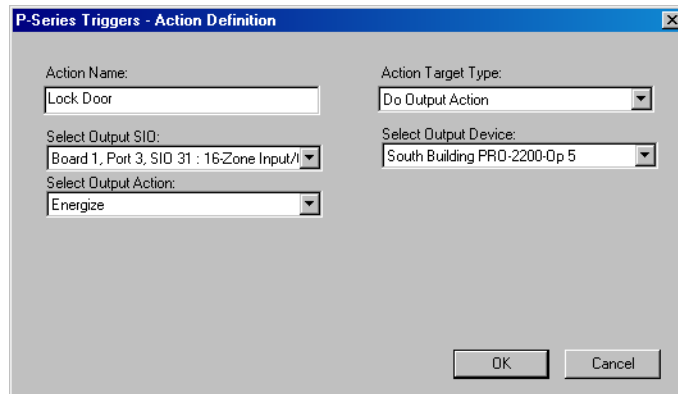 P-Series Triggers - Action Definition
Action Name:
Action Target Type:
Lock Door
Do Output Action
Select Output SIO:
Select Output Device:
Board 1, Port 3, SIO 31 : 16-Zone Input/
South Building PRO-2200-Op 5
Select Output Action:
Energize
OK
Cancel